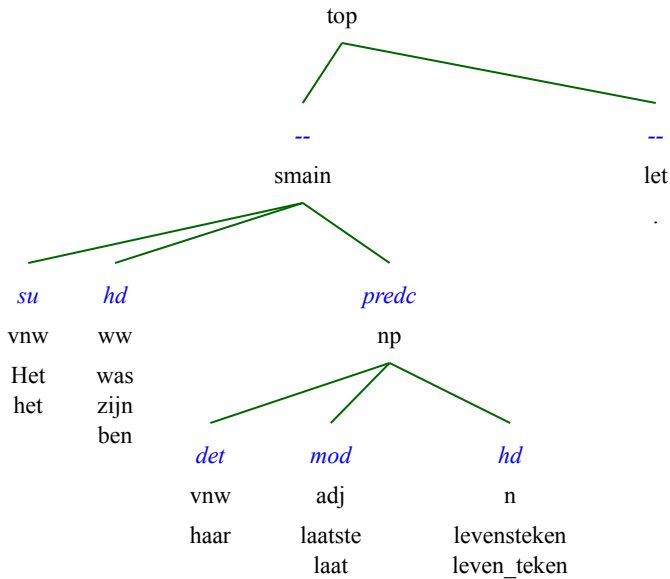 top
-- --
smain let
.
su hd predc
vnw ww np
Het was
het zijn
ben
det mod hd
vnw adj n
haar laatste levensteken
laat leven_teken